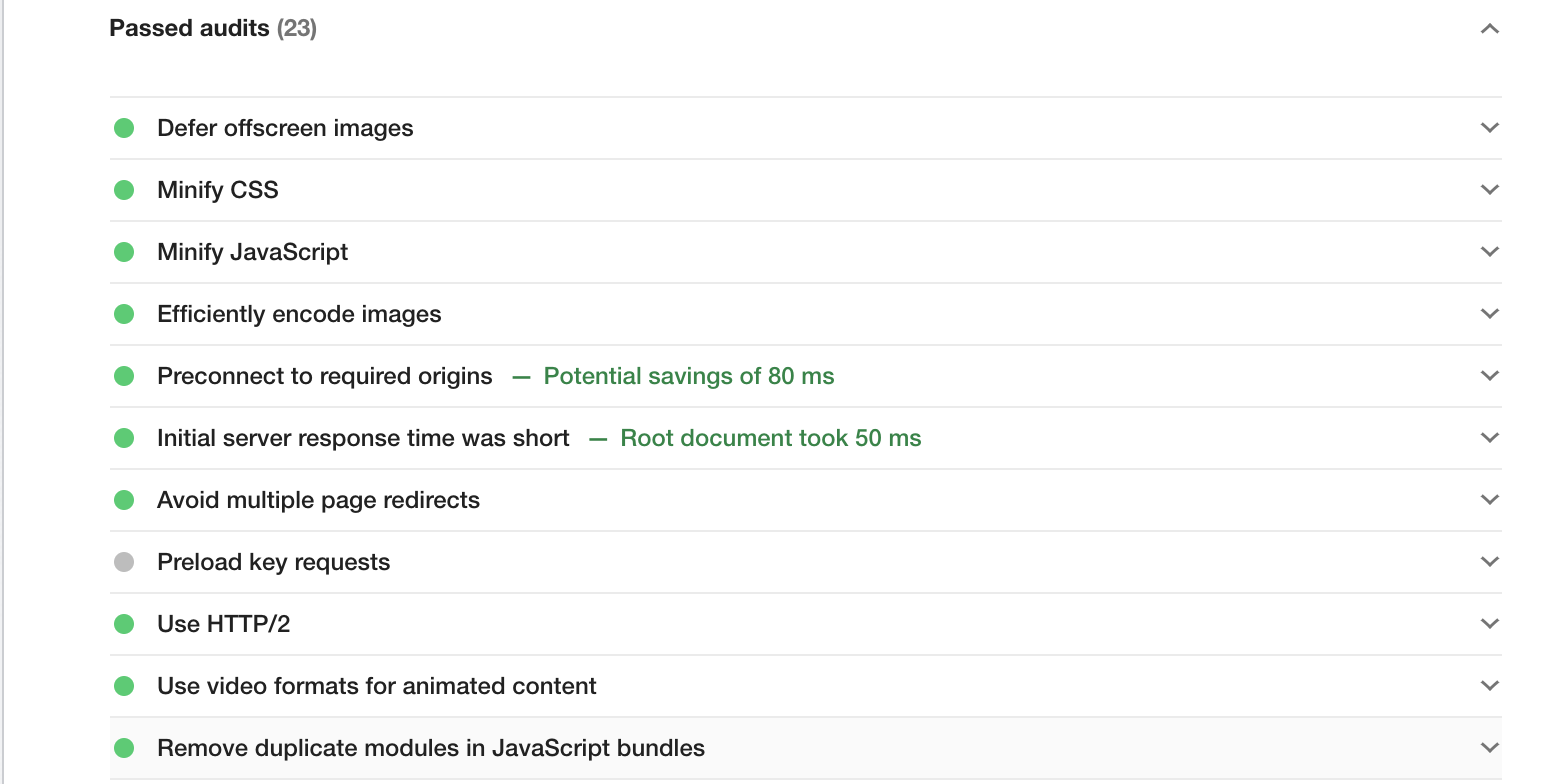 Passed audits (23)
Defer offscreen images
Minify CSS
Minify JavaScript
Efficiently encode images
Preconnect to required origins — Potential savings of 80 ms
Initial server response time was short — Root document took 50 ms
Avoid multiple page redirects
Preload key requests
Use HTTP/2
Use video formats for animated content
Remove duplicate modules in JavaScript bundles